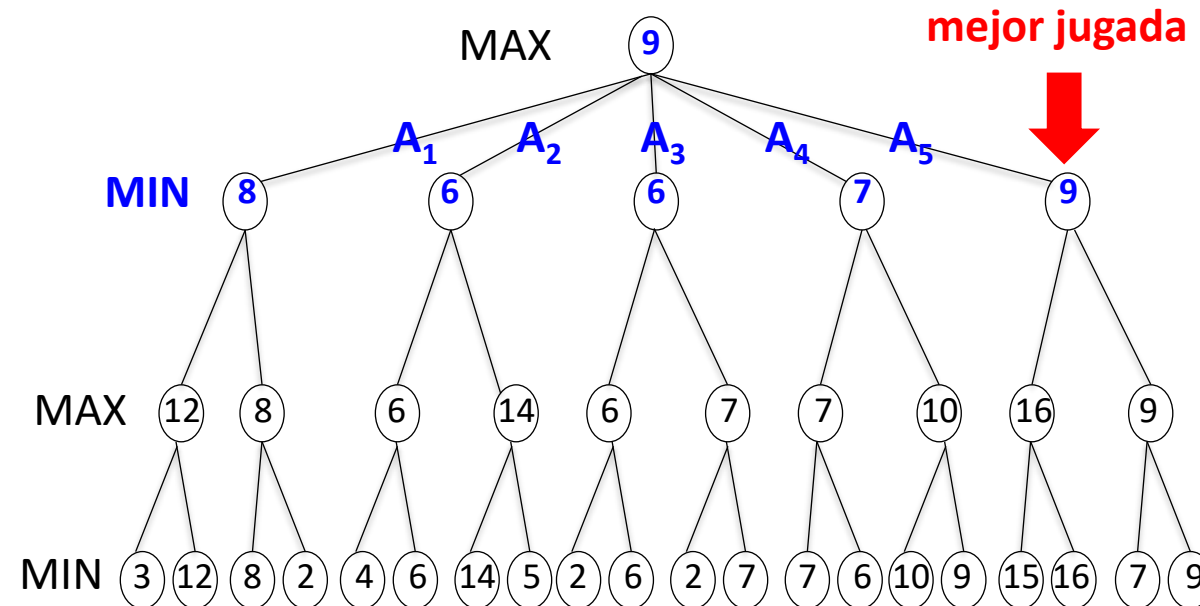 mejor jugada
MAX 9
A₁ A₂ A₃ A₄ A₅
MIN 8 6 6 7 9
MAX 12 8 6 14 6 7 7 10 16 9
MIN 3 12 8 2 4 6 14 5 2 6 2 7 7 6 10 9 15 16 7 9